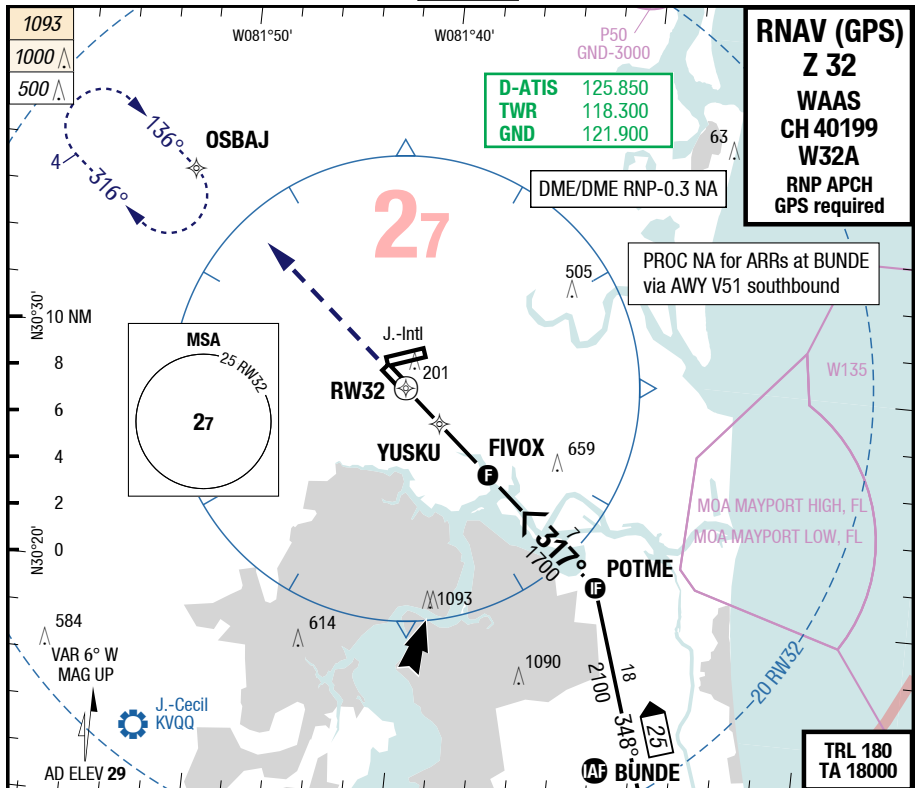 1093
1000
500
W081°50'
W081°40'
P50
GND-3000
RNAV (GPS)
Z 32
WAAS
CH 40199
W32A
RNP APCH
GPS required
D-ATIS 125.850
TWR 118.300
GND 121.900
63
136°
OSBAJ
4
316°
DME/DME RNP-0.3 NA
27
PROC NA for ARRs at BUNDE
via AWY V51 southbound
505
N30°30'
10 NM
8
6
4
2
0
N30°20'
MSA
25 RW32
27
J.-Intl
201
RW32
W135
YUSKU
FIVOX
F
659
MOA MAYPORT HIGH, FL
MOA MAYPORT LOW, FL
7
317°
1700
POTME
IF
1093
584
614
VAR 6° W
MAG UP
1090
18
2100
348°
25
20 RW32
J.-Cecil
KVQQ
AD ELEV 29
IAF
BUNDE
TRL 180
TA 18000